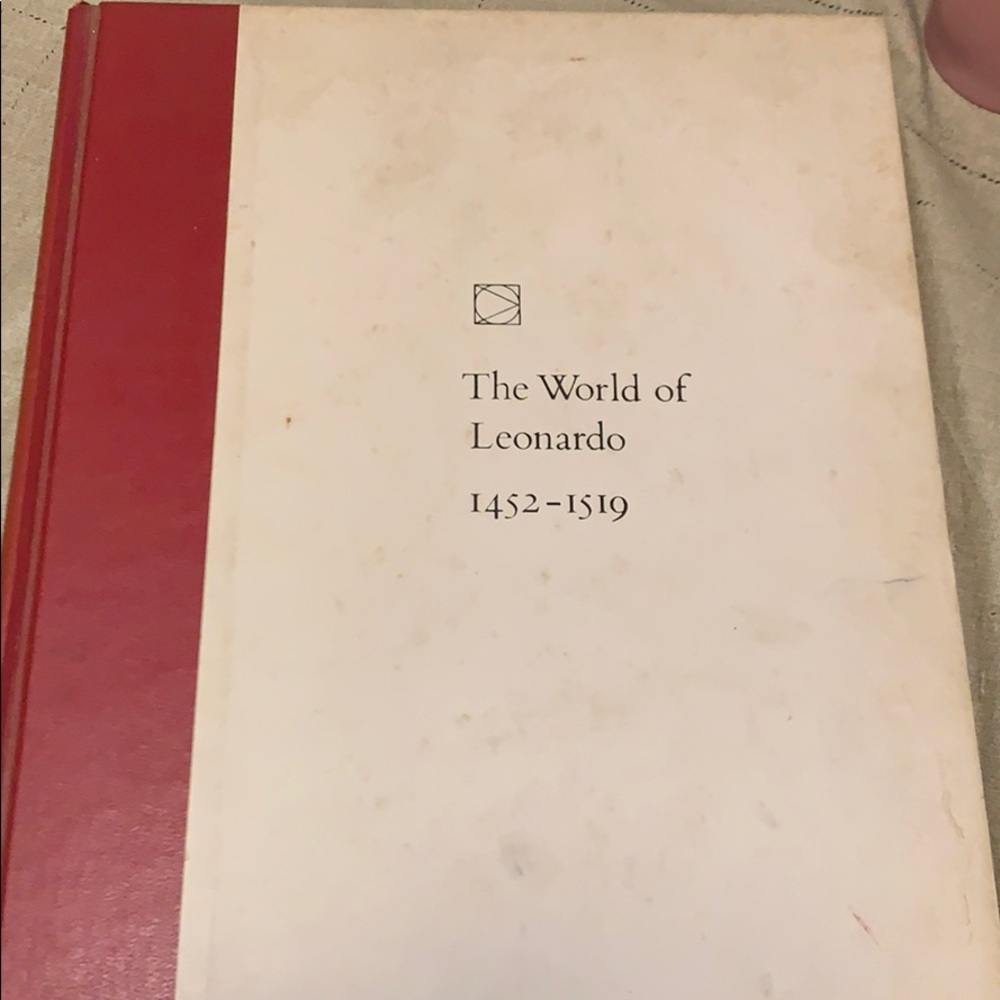 The World of
Leonardo
1452–1519